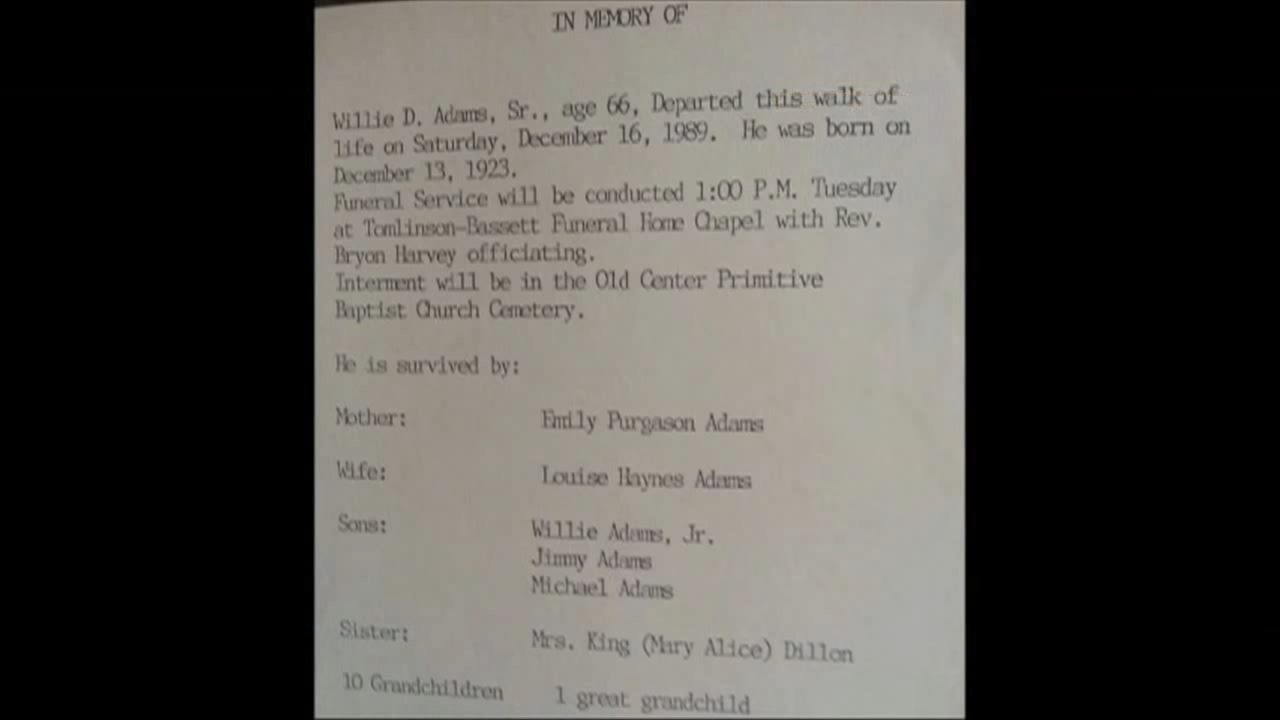 IN MEMORY OF
Willie D. Adams, Sr., age 66, Departed this walk of
life on Saturday, December 16, 1989. He was born on
December 13, 1923.
Funeral Service will be conducted 1:00 P.M. Tuesday
at Tomlinson-Bassett Funeral Home Chapel with Rev.
Bryon Harvey officiating.
Interment will be in the Old Center Primitive
Baptist Church Cemetery.
He is survived by:
Mother: Emily Purgason Adams
Wife: Louise Haynes Adams
Sons: Willie Adams, Jr.
Jimmy Adams
Michael Adams
Sister: Mrs. King (Mary Alice) Dillon
10 Grandchildren 1 great grandchild